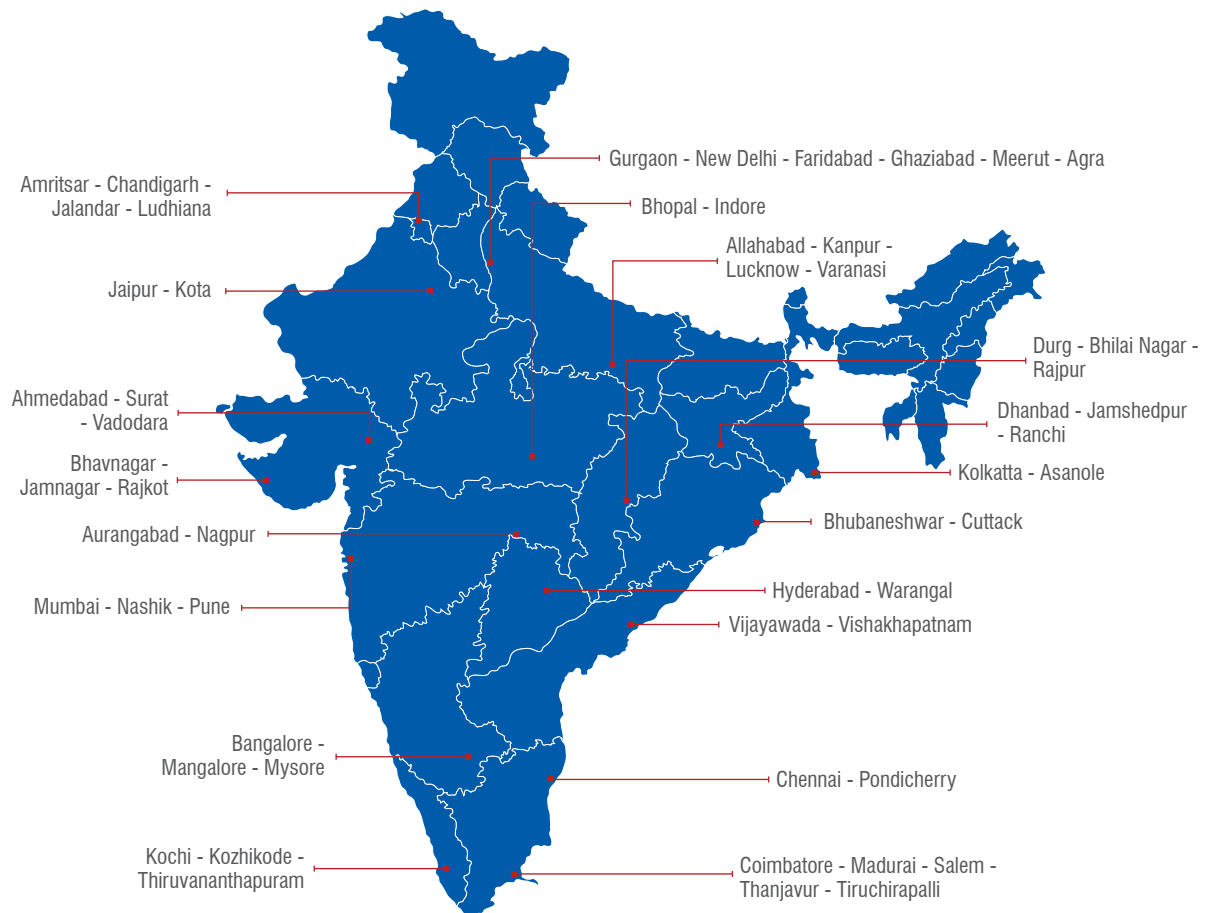 Gurgaon - New Delhi - Faridabad - Ghaziabad - Meerut - Agra
Amritsar - Chandigarh -
Jalandar - Ludhiana
Bhopal - Indore
Allahabad - Kanpur -
Lucknow - Varanasi
Jaipur - Kota
Durg - Bhilai Nagar -
Rajpur
Ahmedabad - Surat
- Vadodara
Dhanbad - Jamshedpur
- Ranchi
Bhavnagar -
Jamnagar - Rajkot
Kolkatta - Asanole
Bhubaneshwar - Cuttack
Aurangabad - Nagpur
Hyderabad - Warangal
Mumbai - Nashik - Pune
Vijayawada - Vishakhapatnam
Bangalore -
Mangalore - Mysore
Chennai - Pondicherry
Kochi - Kozhikode -
Thiruvananthapuram
Coimbatore - Madurai - Salem -
Thanjavur - Tiruchirapalli